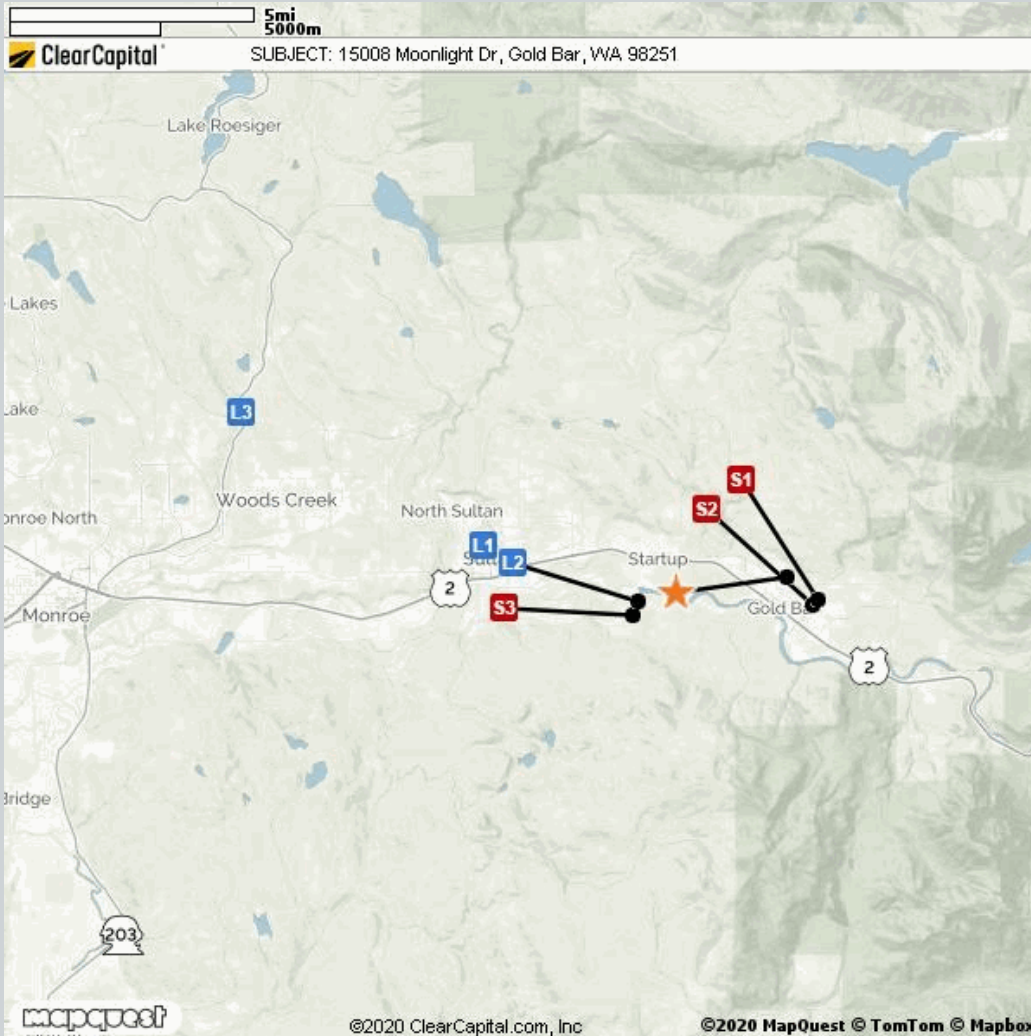 5mi
5000m
ClearCapital
SUBJECT: 15008 Moonlight Dr, Gold Bar, WA 98251
Lake Roesiger
Lakes
Lake
L3
S1
Woods Creek
S2
North Sultan
onroe North
L1
L2
Startup
2
S3
Monroe
Gold Ba
2
Bridge
203
mapquest
©2020 ClearCapital.com, Inc
©2020 MapQuest © TomTom © Mapbox